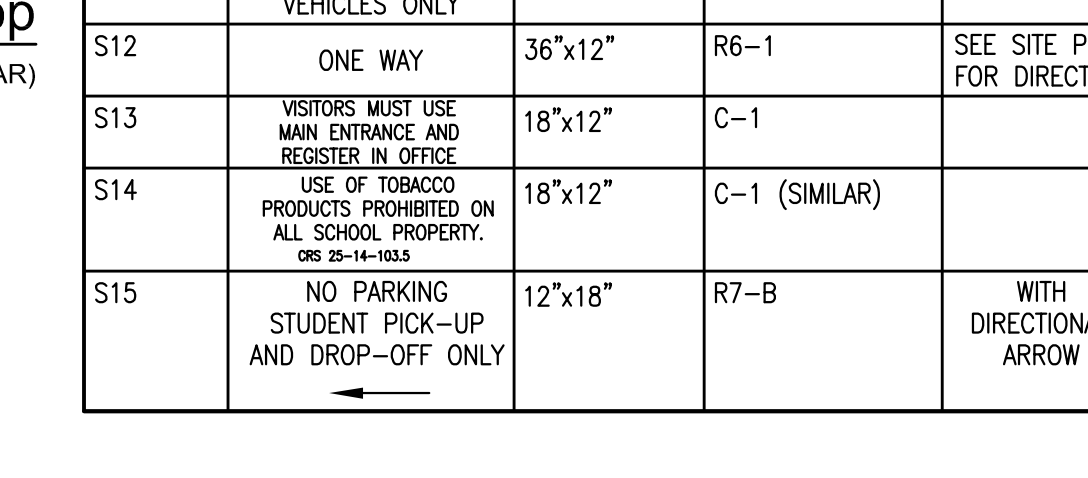 VEHICLES ONLY
S12
ONE WAY
36"x12"
R6-1
SEE SITE
FOR
S13
VISITORS MUST USE
MAIN ENTRANCE AND
REGISTER IN OFFICE
18"x12"
C-1
S14
USE OF TOBACCO
PRODUCTS PROHIBITED ON
ALL SCHOOL PROPERTY.
CRS 25-14-103.5
18"x12"
C-1 (SIMILAR)
S15
NO PARKING
STUDENT PICK-UP
AND DROP-OFF ONLY
12"x18"
R7-B
WITH
ARROW